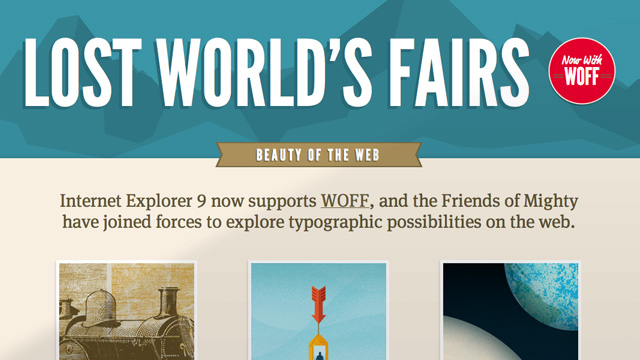 LOST WORLD'S FAIRS
Now With
WOFF
BEAUTY OF THE WEB
Internet Explorer 9 now supports WOFF, and the Friends of Mighty
have joined forces to explore typographic possibilities on the web.